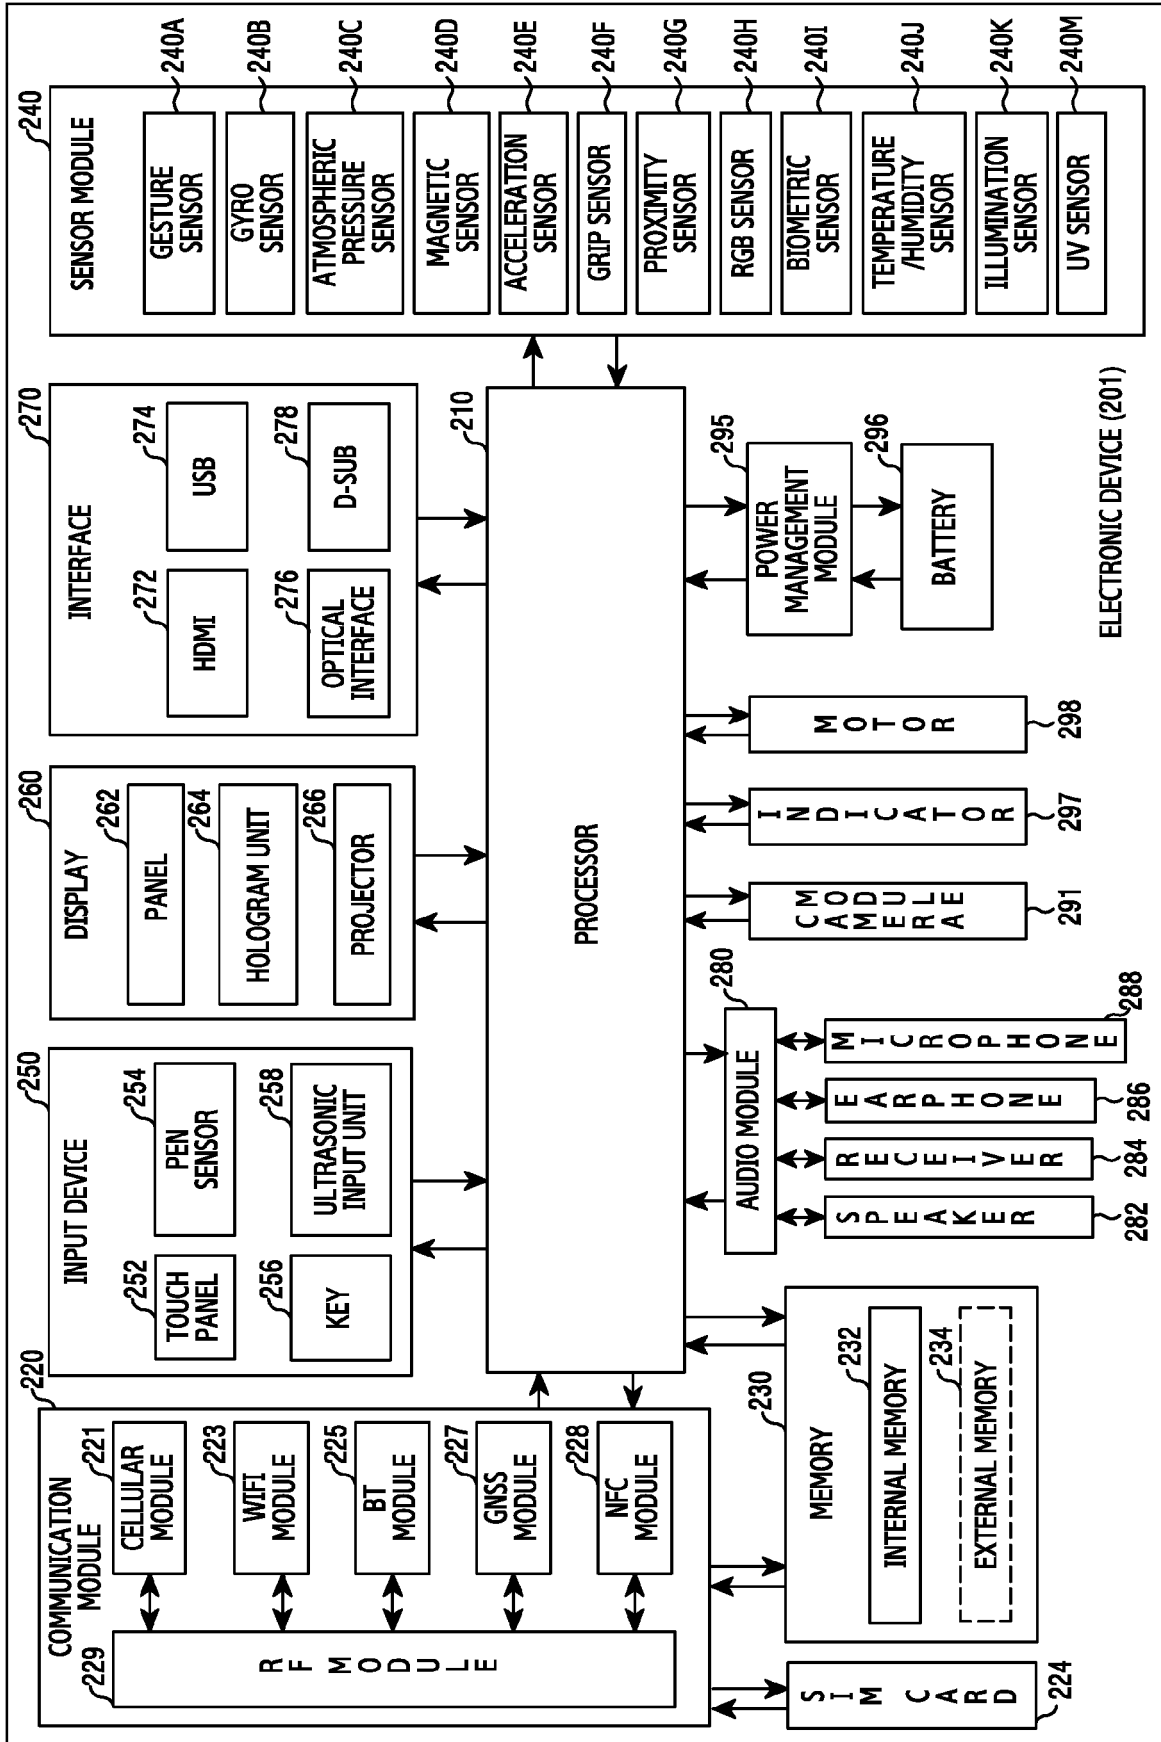 COMMUNICATION
MODULE
220
229
RF MODULE
221
CELLULAR
MODULE
223
WIFI
MODULE
225
BT
MODULE
227
GNSS
MODULE
228
NFC
MODULE
SIM CARD
224
INPUT DEVICE
250
252
TOUCH
PANEL
254
PEN
SENSOR
256
KEY
258
ULTRASONIC
INPUT UNIT
DISPLAY
260
262
PANEL
264
HOLOGRAM UNIT
266
PROJECTOR
INTERFACE
270
272
HDMI
274
USB
276
OPTICAL
INTERFACE
278
D-SUB
SENSOR MODULE
240
GESTURE
SENSOR
240A
GYRO
SENSOR
240B
ATMOSPHERIC
PRESSURE
SENSOR
240C
MAGNETIC
SENSOR
240D
ACCELERATION
SENSOR
240E
GRIP SENSOR
240F
PROXIMITY
SENSOR
240G
RGB SENSOR
240H
BIOMETRIC
SENSOR
240I
TEMPERATURE
/HUMIDITY
SENSOR
240J
ILLUMINATION
SENSOR
240K
UV SENSOR
240M
PROCESSOR
210
MEMORY
230
232
INTERNAL MEMORY
234
EXTERNAL MEMORY
AUDIO MODULE
280
SPEAKER
282
RECEIVER
284
EARPHONE
286
MICROPHONE
288
CAMERA
MODULE
291
INDICATOR
297
MOTOR
298
POWER
MANAGEMENT
MODULE
295
BATTERY
296
ELECTRONIC DEVICE (201)